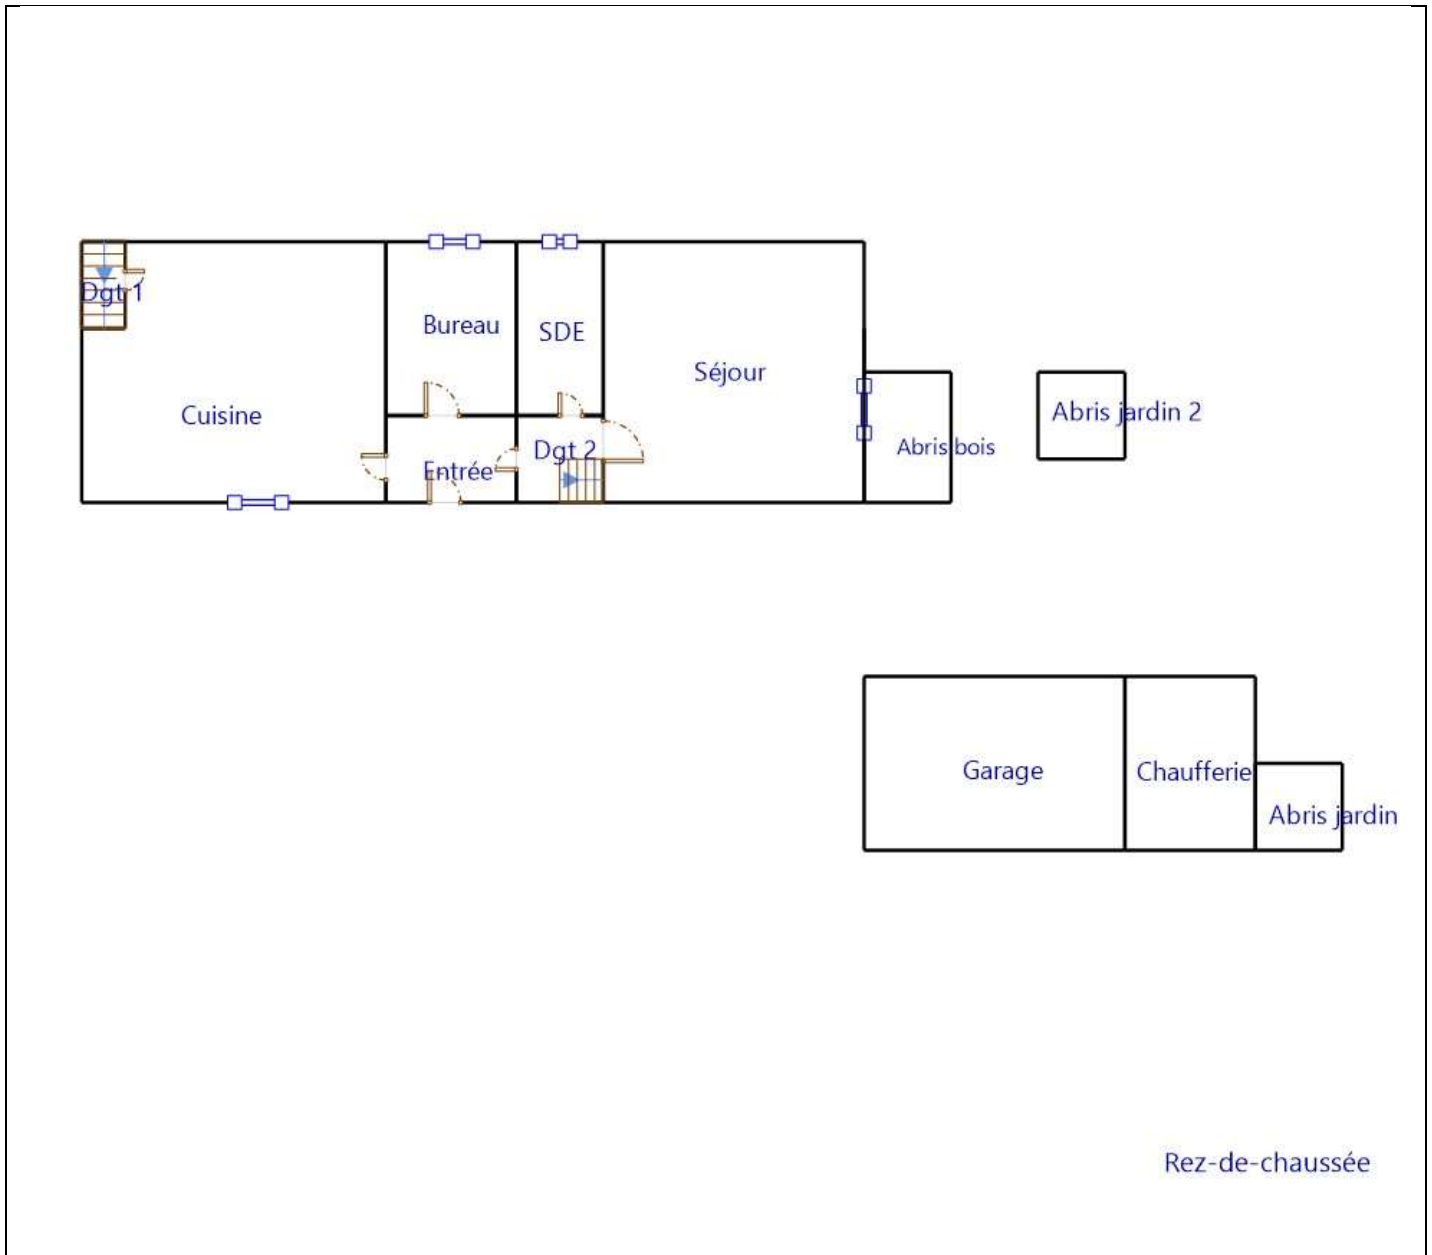 Dgt 1
Bureau
SDE
Séjour
Cuisine
Abris jardin 2
Dgt 2
Abris bois
Entrée
Garage
Chaufferie
Abris jardin
Rez-de-chaussée